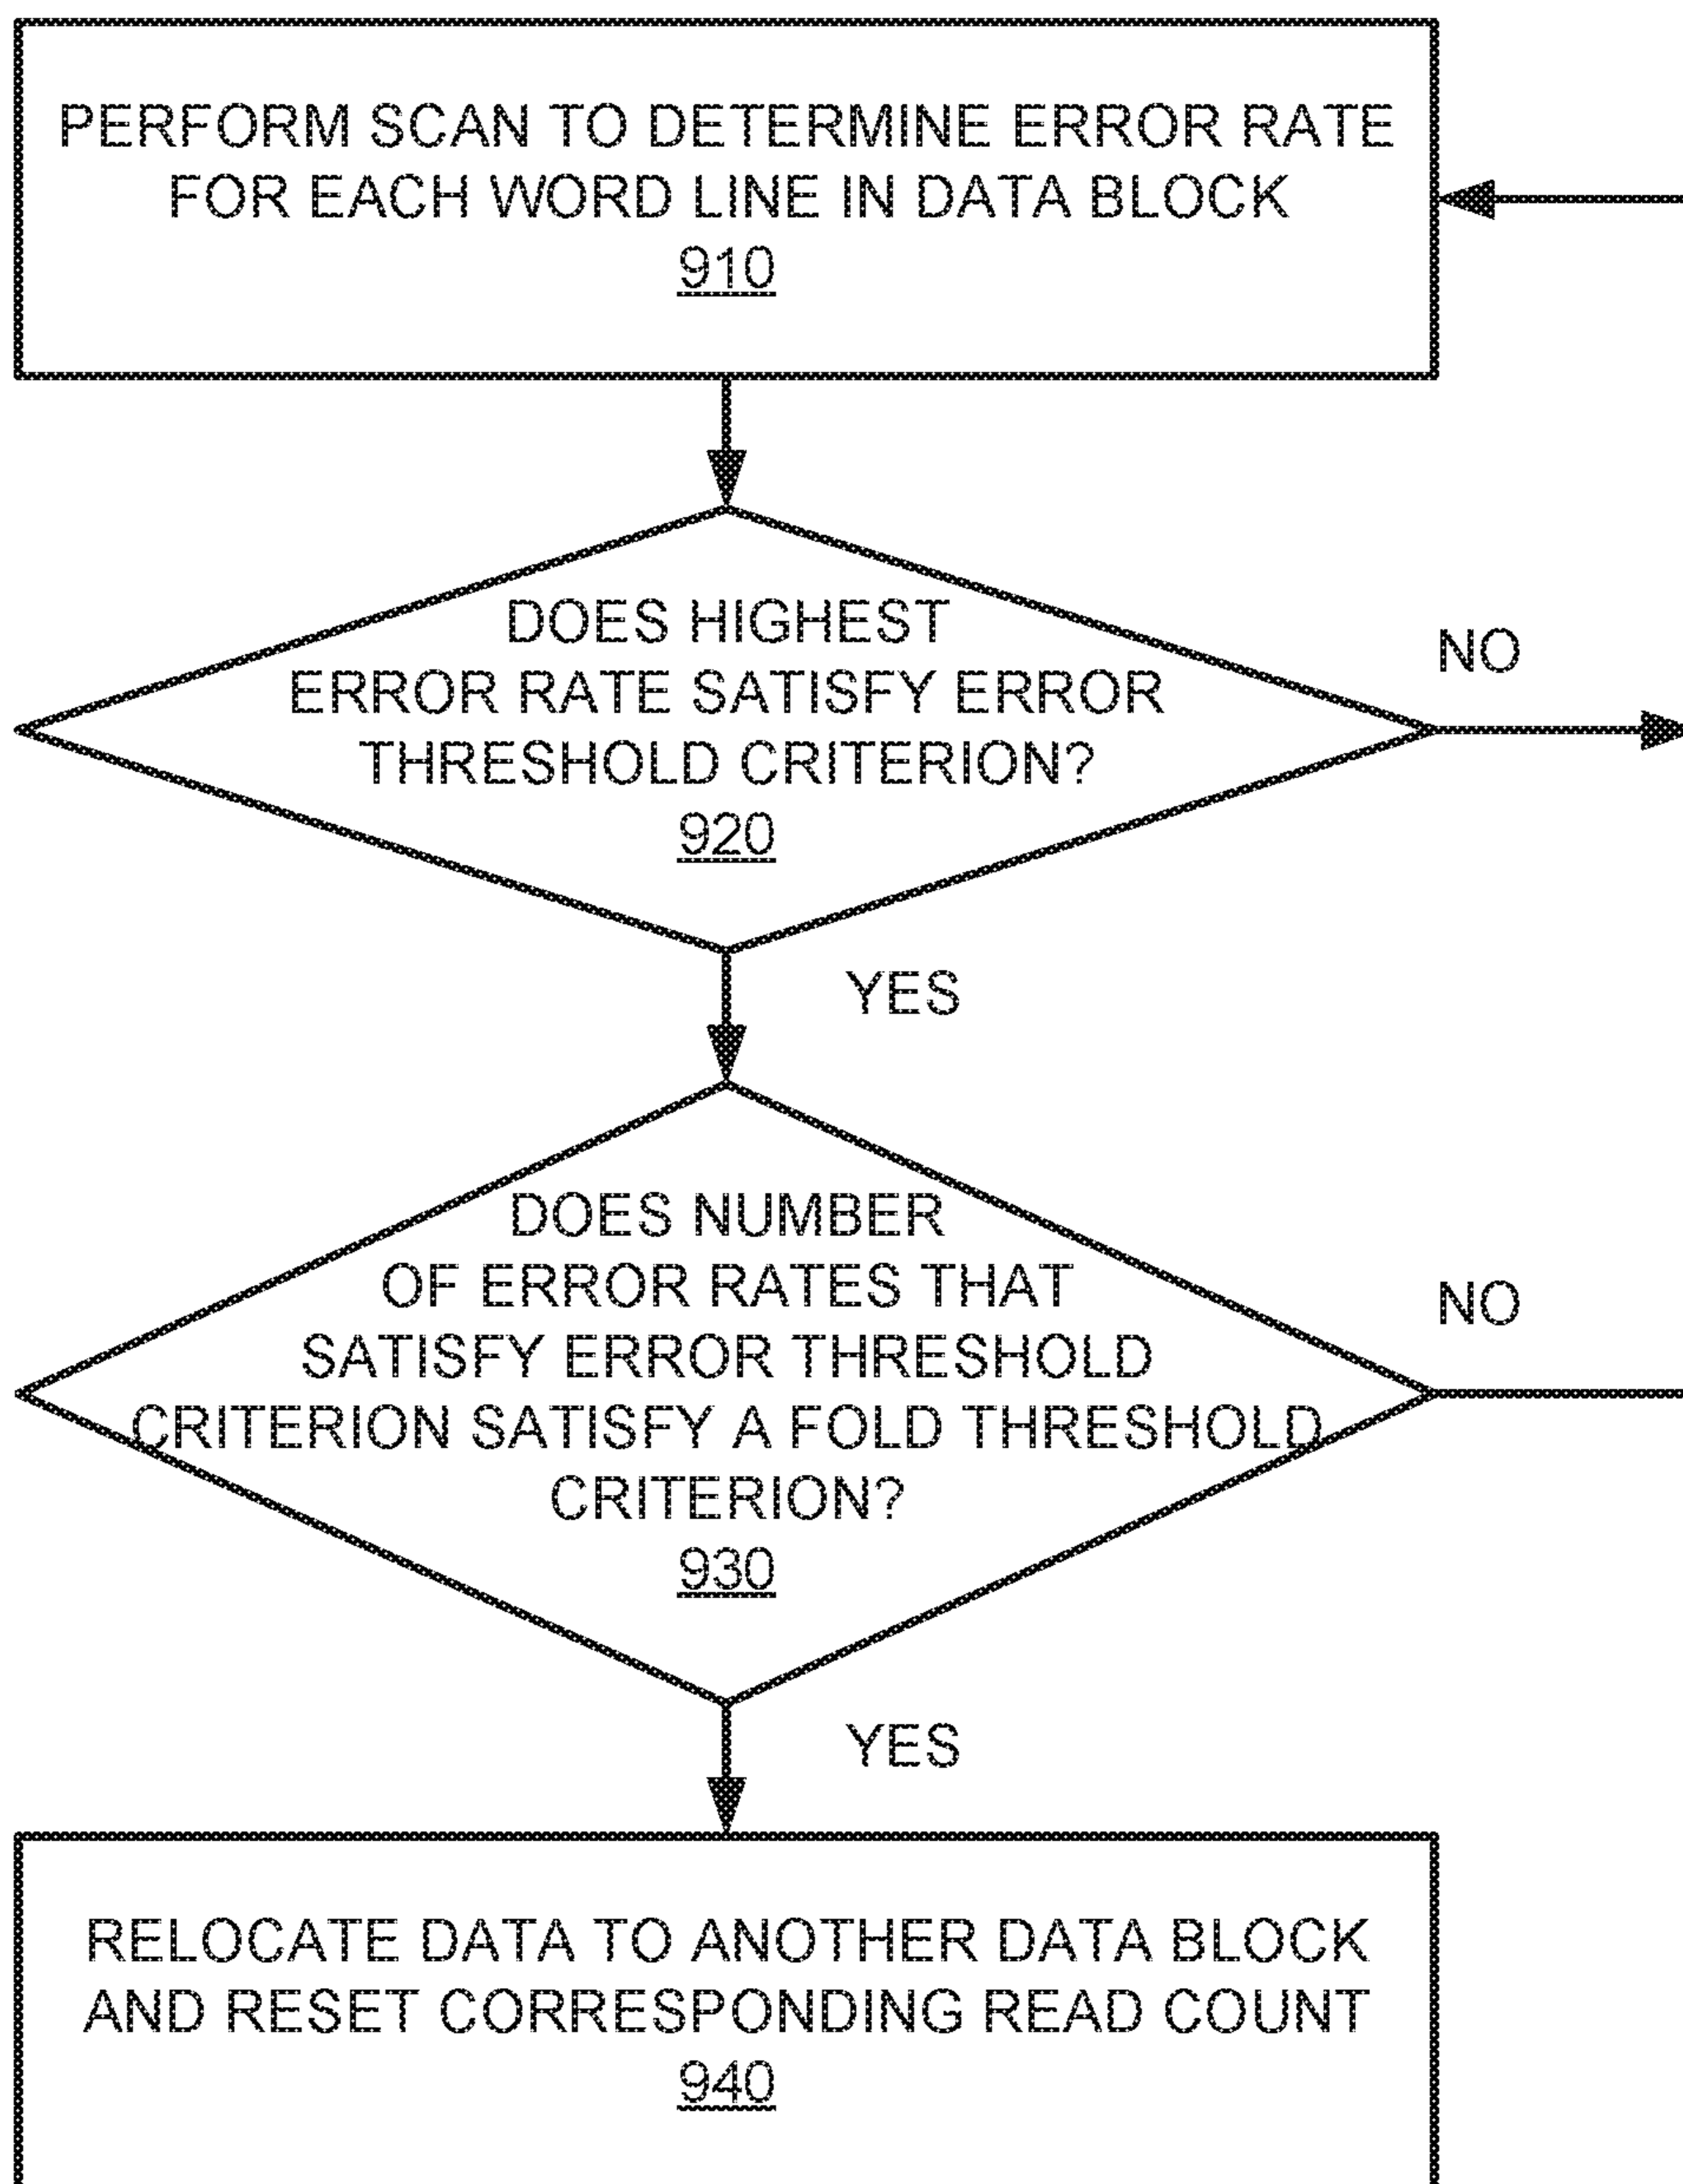 PERFORM SCAN TO DETERMINE ERROR RATE
FOR EACH WORD LINE IN DATA BLOCK
910
DOES HIGHEST
ERROR RATE SATISFY ERROR
THRESHOLD CRITERION?
920
NO
YES
DOES NUMBER
OF ERROR RATES THAT
SATISFY ERROR THRESHOLD
CRITERION SATISFY A FOLD THRESHOLD
CRITERION?
930
NO
YES
RELOCATE DATA TO ANOTHER DATA BLOCK
AND RESET CORRESPONDING READ COUNT
940